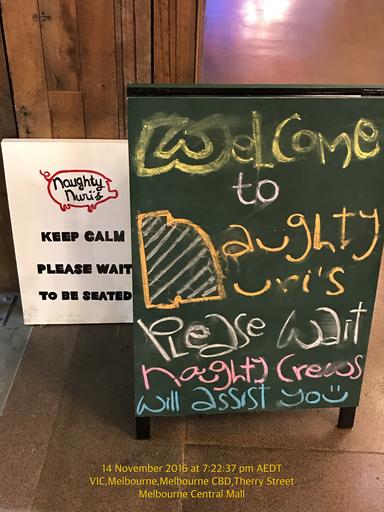 Naughty
Nuri's
KEEP CALM
PLEASE WAIT
TO BE SEATED
Welcome
to
Naughty
Nuri's
Please Wait
naughty Crews
will assist you
14 November 2016 at 7:22:37 pm AEDT
VIC,Melbourne,Melbourne CBD,Therry Street
Melbourne Central Mall